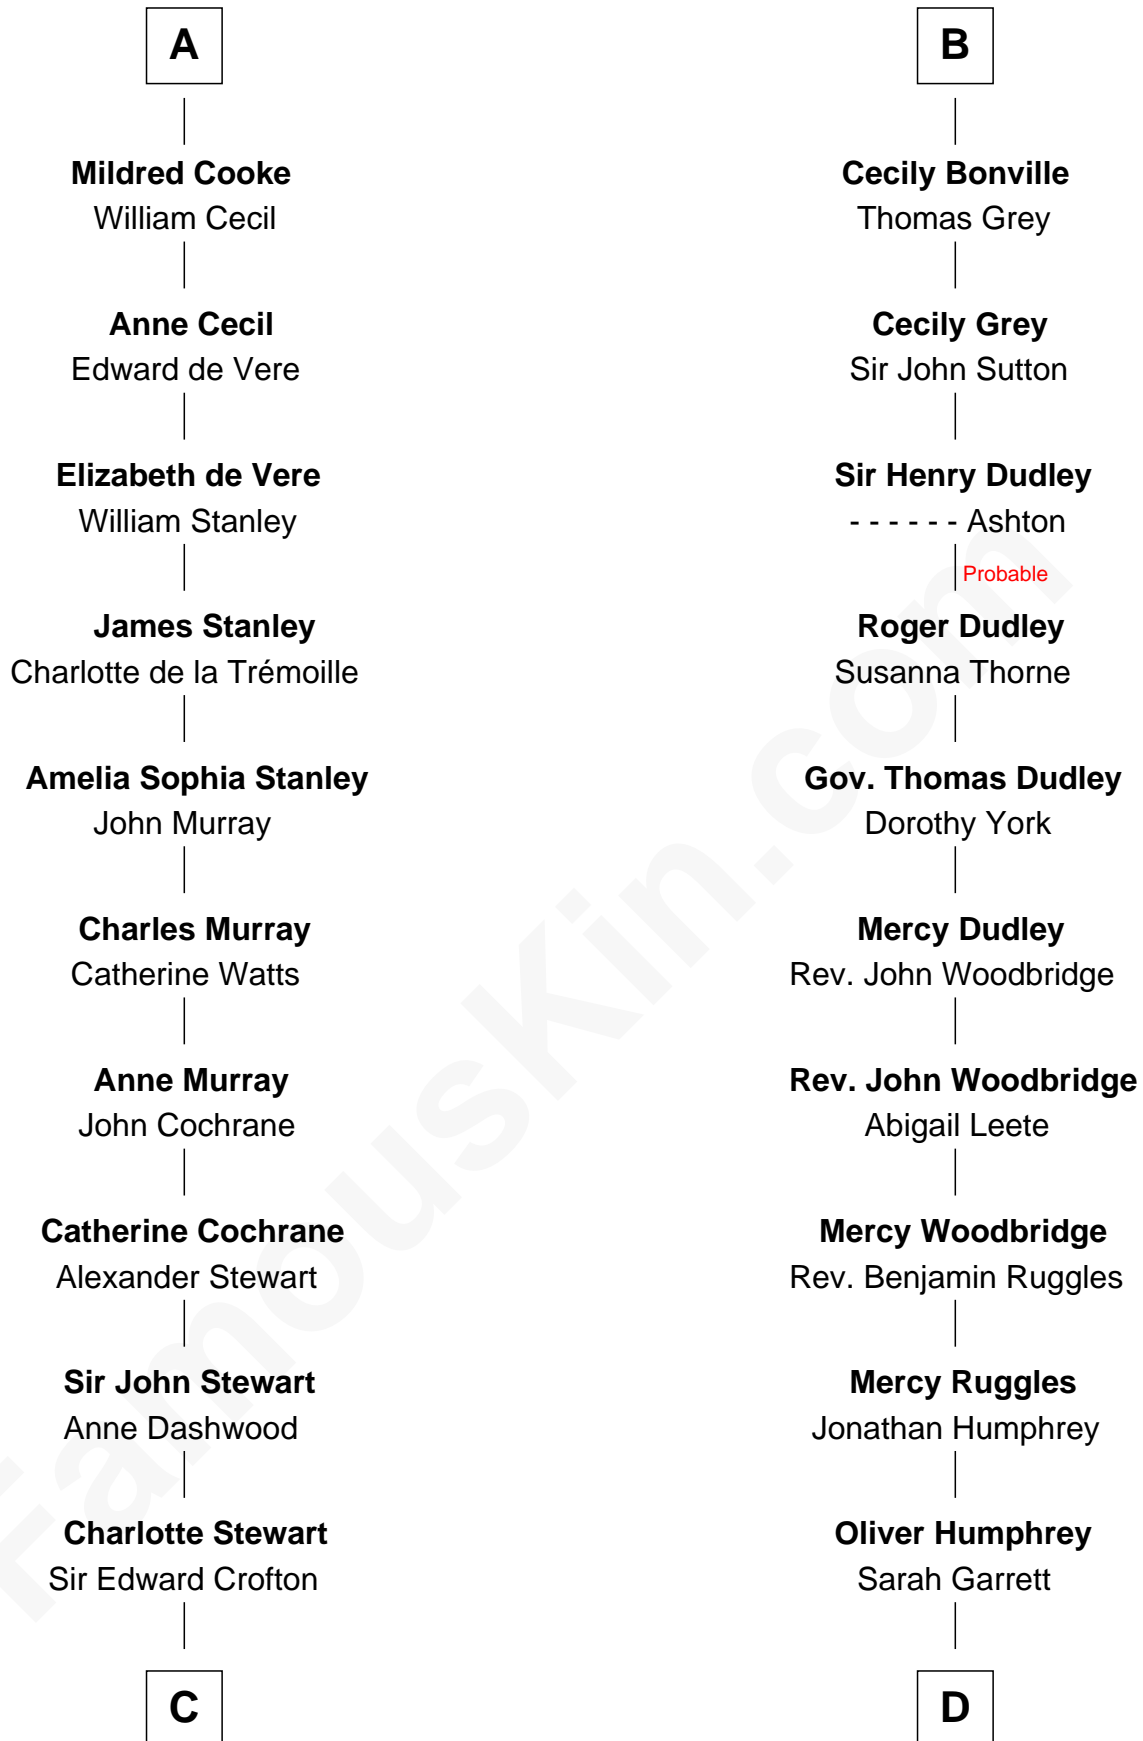 A
Mildred Cooke
William Cecil
Anne Cecil
Edward de Vere
Elizabeth de Vere
William Stanley
James Stanley
Charlotte de la Trémoille
Amelia Sophia Stanley
John Murray
Charles Murray
Catherine Watts
Anne Murray
John Cochrane
Catherine Cochrane
Alexander Stewart
Sir John Stewart
Anne Dashwood
Charlotte Stewart
Sir Edward Crofton
C
B
Cecily Bonville
Thomas Grey
Cecily Grey
Sir John Sutton
Sir Henry Dudley
- - - - - - Ashton
Probable
Roger Dudley
Susanna Thorne
Gov. Thomas Dudley
Dorothy York
Mercy Dudley
Rev. John Woodbridge
Rev. John Woodbridge
Abigail Leete
Mercy Woodbridge
Rev. Benjamin Ruggles
Mercy Ruggles
Jonathan Humphrey
Oliver Humphrey
Sarah Garrett
D
FamousKin.com